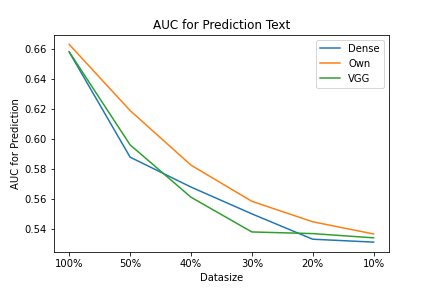 AUC for Prediction Text
Dense
Own
VGG
AUC for Prediction
0.66
0.64
0.62
0.60
0.58
0.56
0.54
100% 50% 40% 30% 20% 10%
Datasize